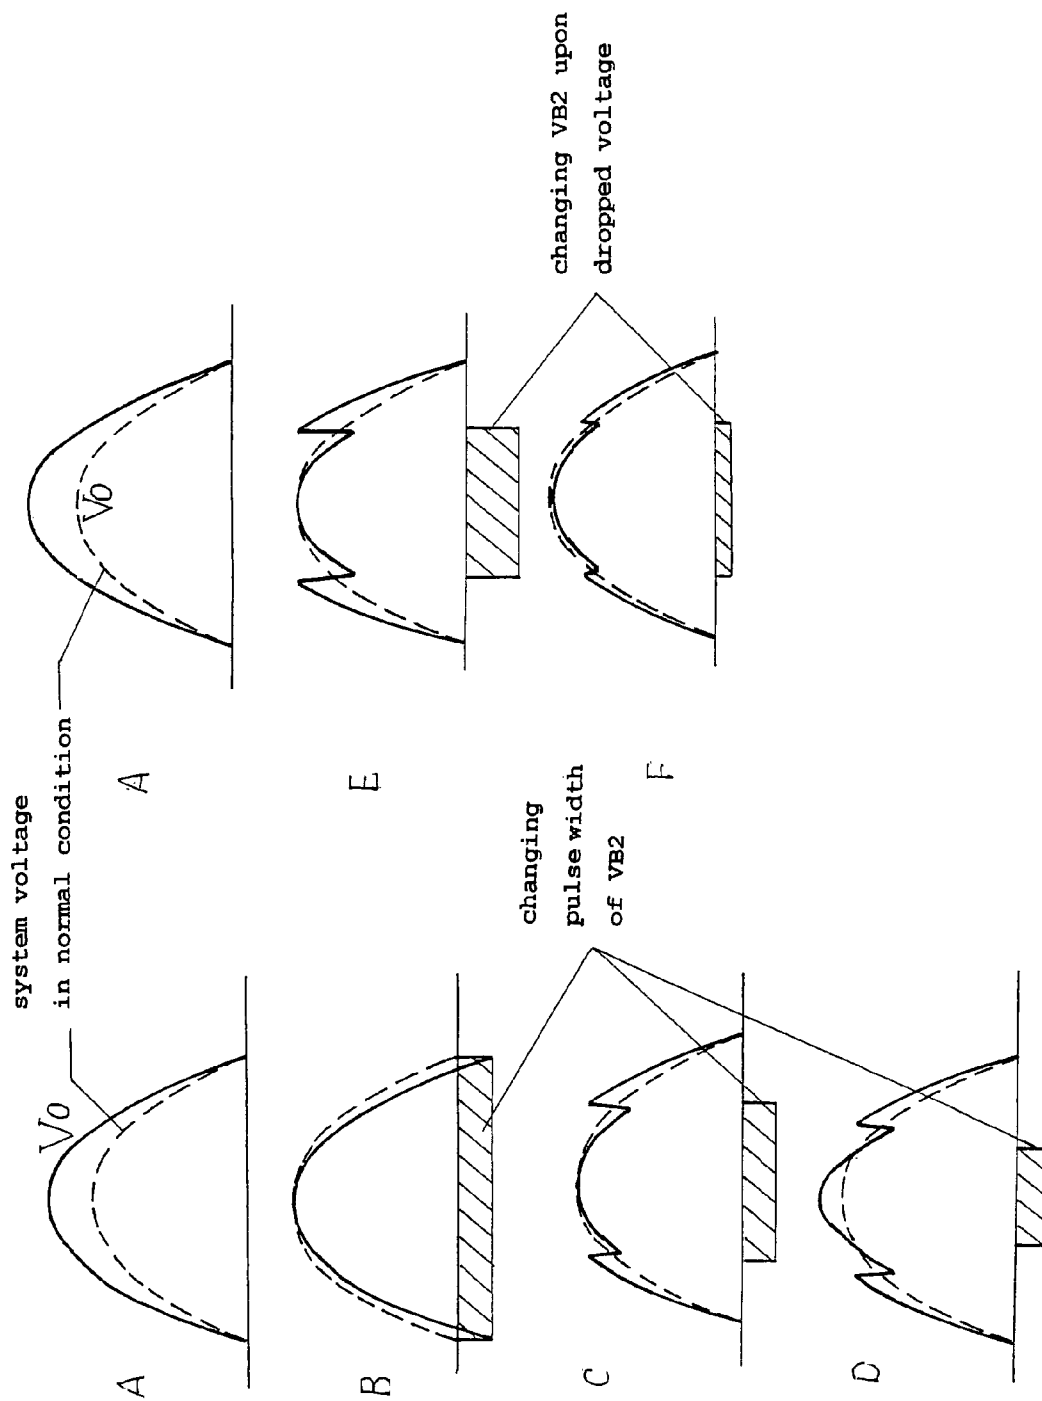 system voltage
in normal condition
A
Vo
B
C
D
changing
pulse width
of VB2
A
Vo
E
F
changing VB2 upon
dropped voltage